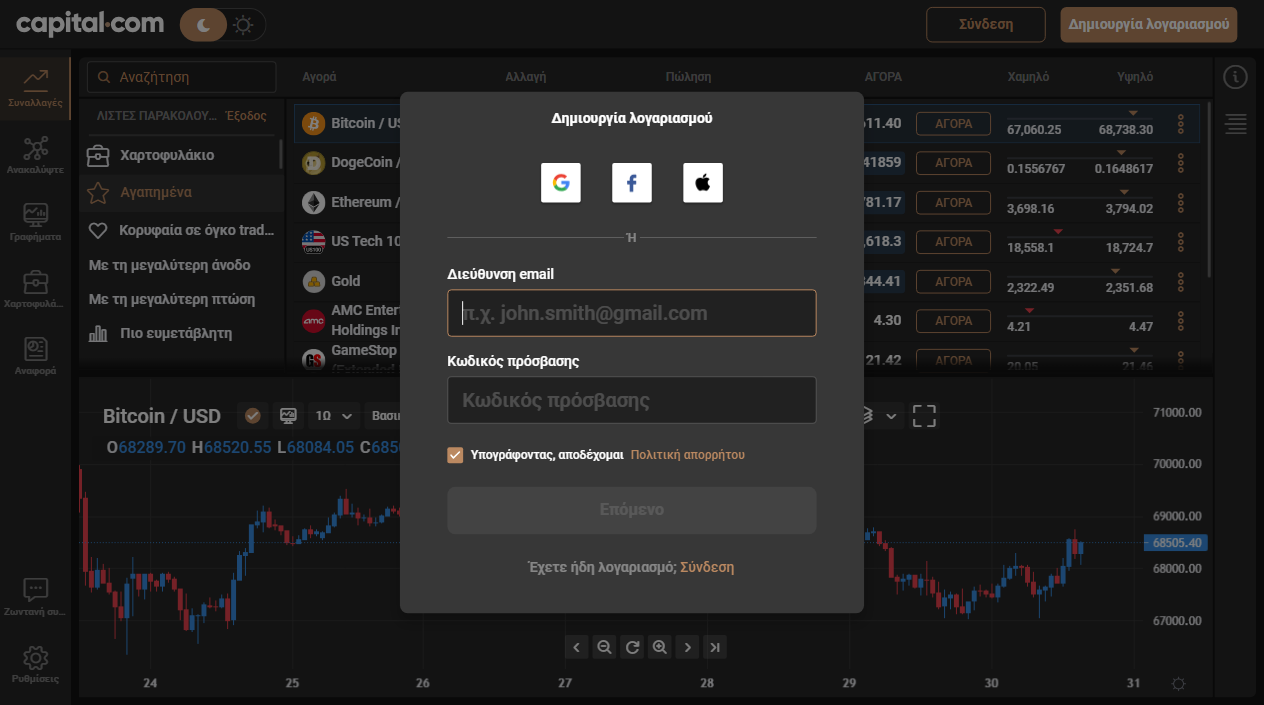 capital.com
Σύνδεση
Δημιουργία λογαριασμού
Συναλλαγές
Ανακαλύψτε
Γραφήματα
Χαρτοφυλά...
Αναφορά
Ζωντανή συ...
Ρυθμίσεις
Αναζήτηση
ΛΙΣΤΕΣ ΠΑΡΑΚΟΛΟΥ... Έξοδος
Χαρτοφυλάκιο
Αγαπημένα
Κορυφαία σε όγκο trad...
Με τη μεγαλύτερη άνοδο
Με τη μεγαλύτερη πτώση
Πιο ευμετάβλητη
Αγορά Αλλαγή Πώληση ΑΓΟΡΑ Χαμηλό Υψηλό
Bitcoin / US 11.40 ΑΓΟΡΑ 67,060.25 68,738.30
DogeCoin / 41859 ΑΓΟΡΑ 0.1556767 0.1648617
Ethereum / 781.17 ΑΓΟΡΑ 3,698.16 3,794.02
US Tech 10 ,618.3 ΑΓΟΡΑ 18,558.1 18,724.7
US100
Gold 44.41 ΑΓΟΡΑ 2,322.49 2,351.68
amc
AMC Enter
Holdings In 4.30 ΑΓΟΡΑ 4.21 4.47
GameStop
(Extended 21.42 ΑΓΟΡΑ 20.05 21.46
Δημιουργία λογαριασμού
Ή
Διεύθυνση email
π.χ. john.smith@gmail.com
Κωδικός πρόσβασης
Κωδικός πρόσβασης
Υπογράφοντας, αποδέχομαι Πολιτική απορρήτου
Επόμενο
Έχετε ήδη λογαριασμό; Σύνδεση
Bitcoin / USD 1Ω Βασι
O68289.70 H68520.55 L68084.05 C6850
71000.00
70000.00
69000.00
68505.40
68000.00
67000.00
24 25 26 27 28 29 30 31